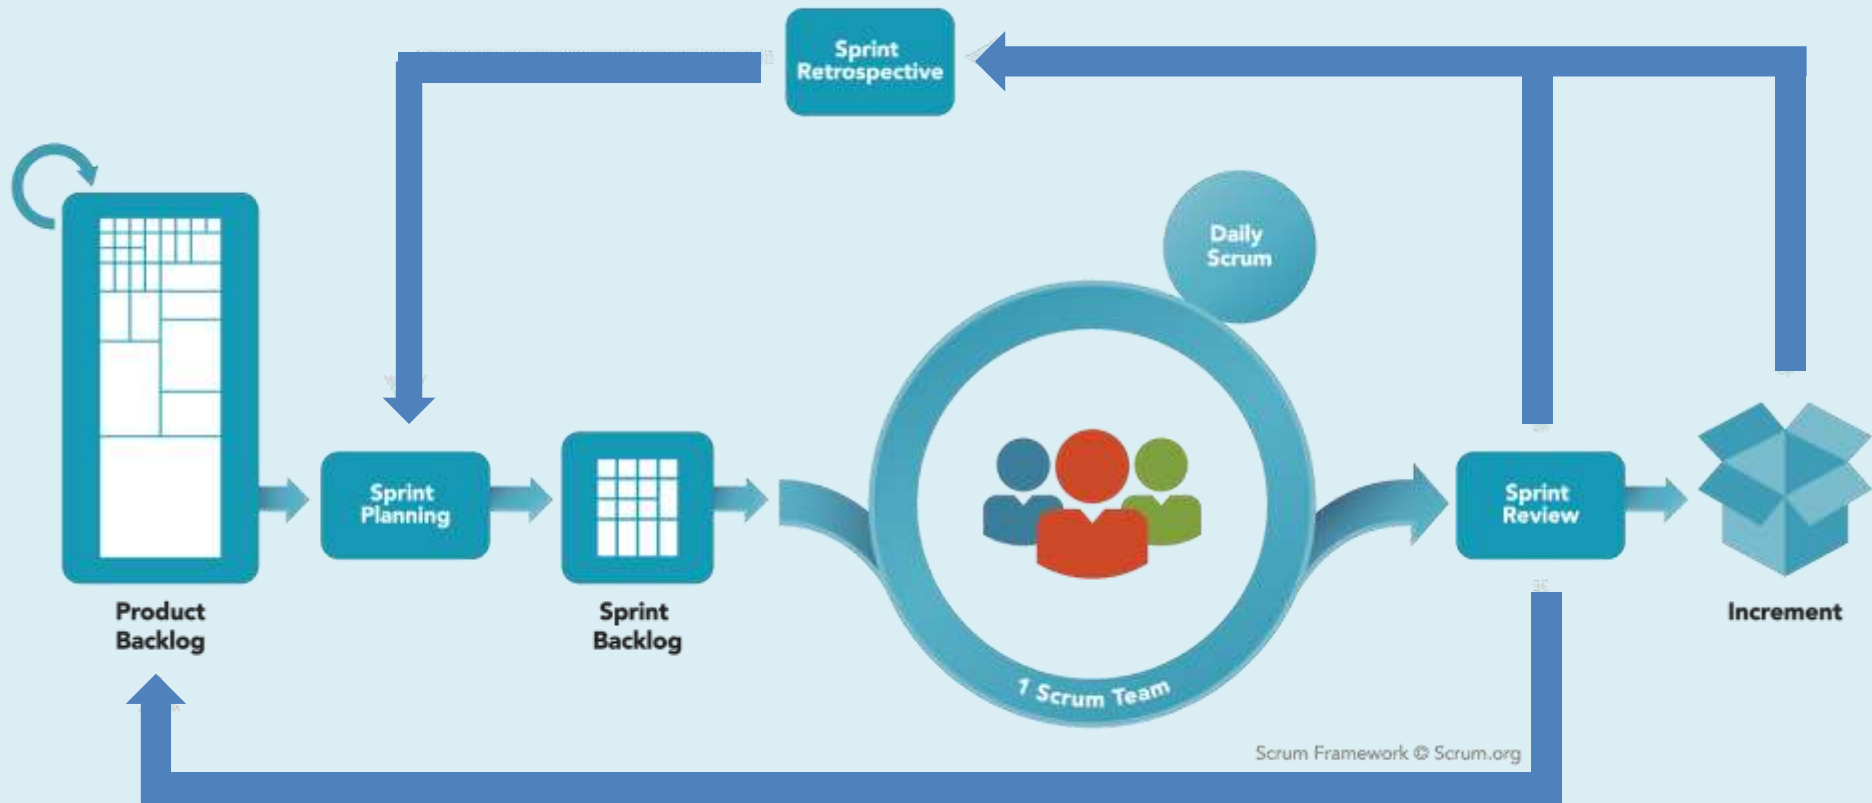 Sprint
Retrospective
Daily
Scrum
Sprint
Planning
Sprint
Review
Product
Backlog
Sprint
Backlog
Increment
1 Scrum Team
Scrum Framework © Scrum.org